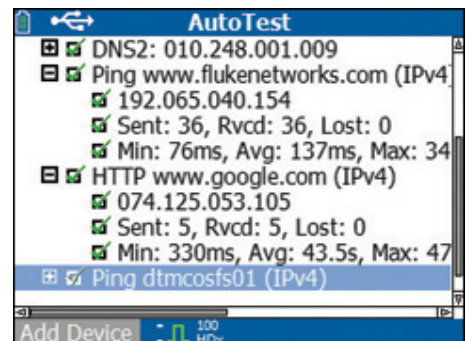 AutoTest
DNS2: 010.248.001.009
Ping www.flukenetworks.com (IPv4
192.065.040.154
Sent: 36, Rvcd: 36, Lost: 0
Min: 76ms, Avg: 137ms, Max: 34
HTTP www.google.com (IPv4)
074.125.053.105
Sent: 5, Rvcd: 5, Lost: 0
Min: 330ms, Avg: 43.5s, Max: 47
Ping dtmcosfs01 (IPv4)
Add Device
100
HDx